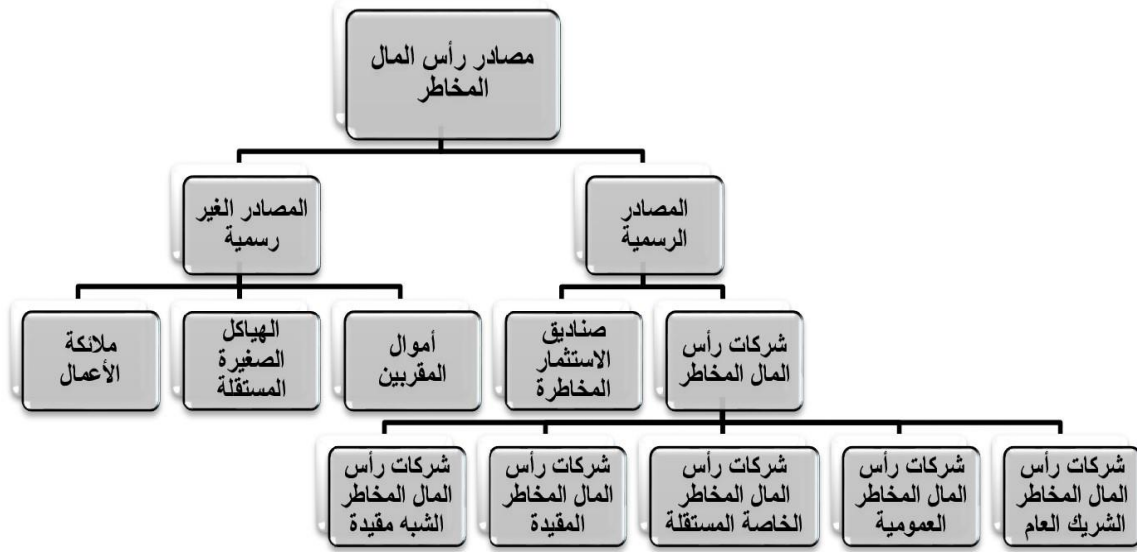 مصادر رأس المال
المخاطر
المصادر
الرسمية
المصادر الغير
رسمية
شركات رأس
المال المخاطر
صناديق
الاستثمار
المخاطرة
أموال
المقربين
الهياكل
الصغيرة
المستقلة
ملائكة
الأعمال
شركات رأس
المال المخاطر
الشريك العام
شركات رأس
المال المخاطر
العمومية
شركات رأس
المال المخاطر
الخاصة المستقلة
شركات رأس
المال المخاطر
المقيدة
شركات رأس
المال المخاطر
الشبه مقيدة